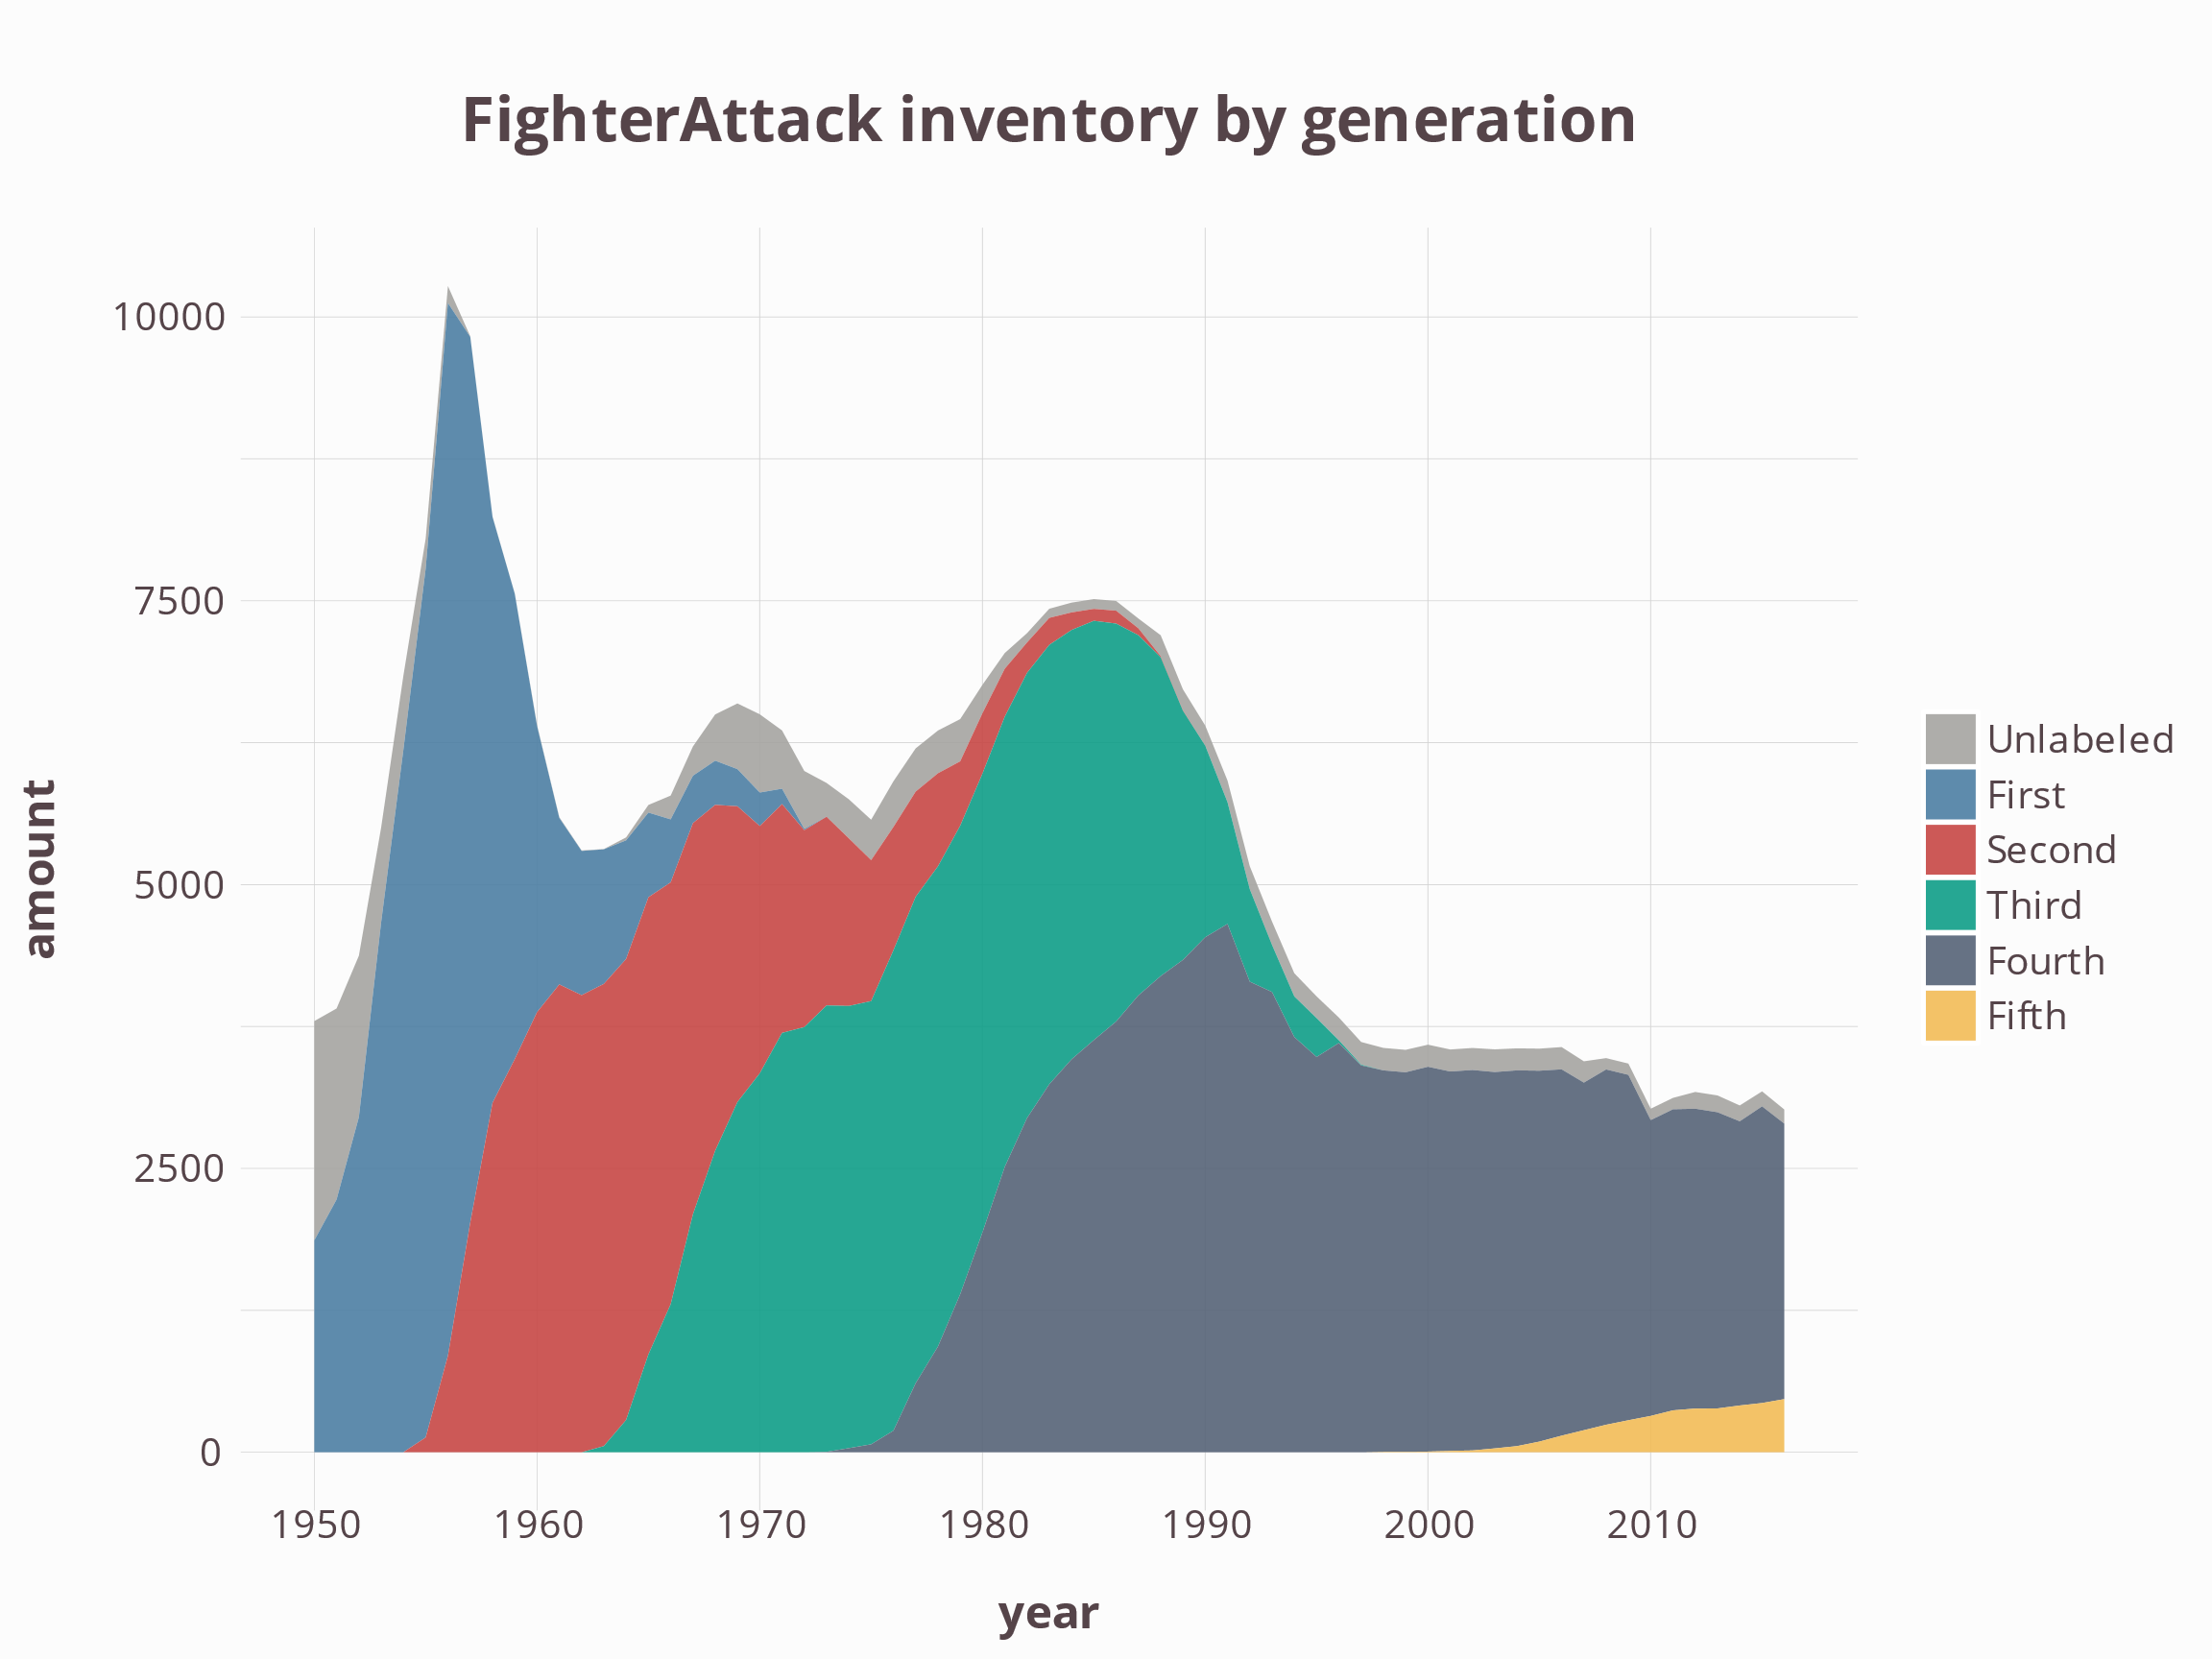 FighterAttack inventory by generation
amount
10000
7500
5000
2500
0
1950 1960 1970 1980 1990 2000 2010
year
Unlabeled
First
Second
Third
Fourth
Fifth